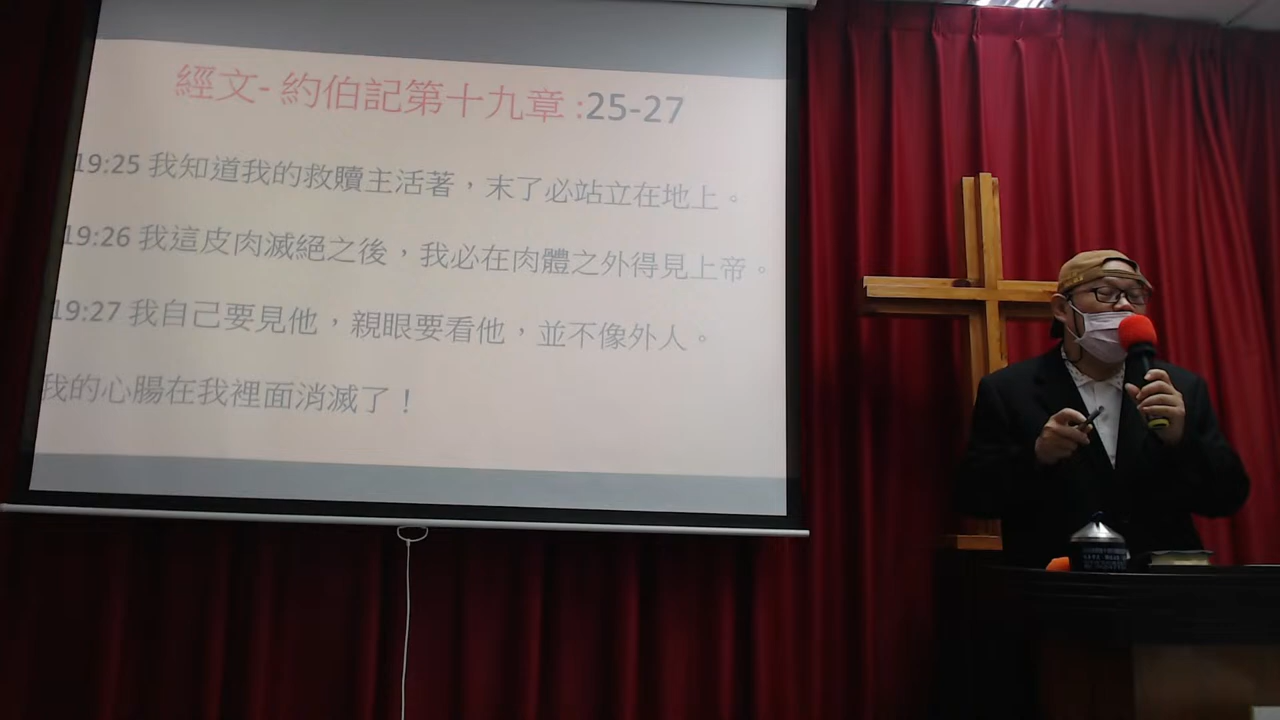 經文- 約伯記第十九章 :25-27
19:25 我知道我的救贖主活著，末了必站立在地上。
19:26 我這皮肉滅絕之後，我必在肉體之外得見上帝。
19:27 我自己要見他，親眼要看他，並不像外人。
我的心腸在我裡面消滅了！